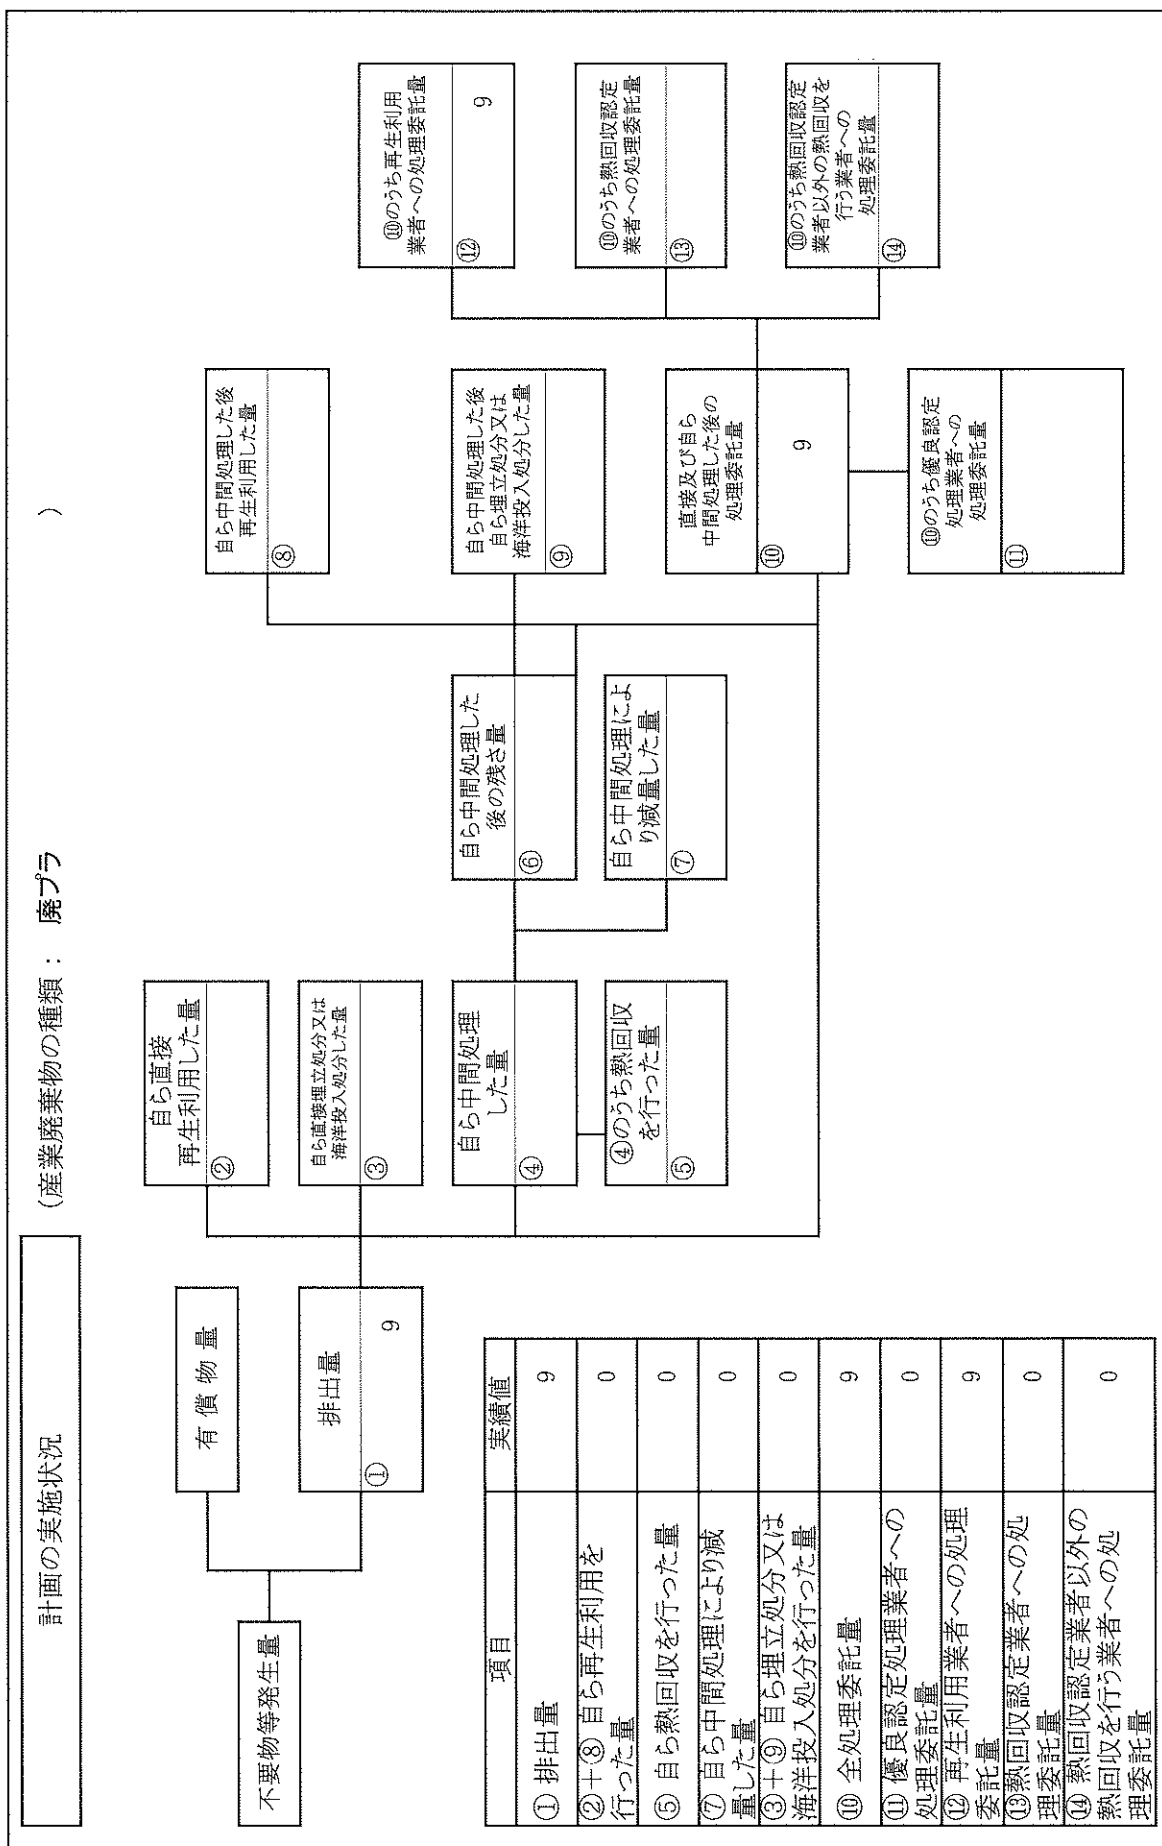 計画の実施状況
(産業廃棄物の種類： 廃プラ )
不要物等発生量
有 償 物 量
排出量
① 9
自ら直接
再生利用した量
②
自ら直接埋立処分又は
海洋投入処分した量
③
自ら中間処理
した量
④
④のうち熱回収
を行った量
⑤
自ら中間処理した
後の残さ量
⑥
自ら中間処理によ
り減量した量
⑦
自ら中間処理した後
再生利用した量
⑧
自ら中間処理した後
自ら埋立処分又は
海洋投入処分した量
⑨
直接及び自ら
中間処理した後の
処理委託量
⑩ 9
⑩のうち優良認定
処理業者への
処理委託量
⑪
⑩のうち再生利用
業者への処理委託量
⑫ 9
⑩のうち熱回収認定
業者への処理委託量
⑬
⑩のうち熱回収認定
業者以外の熱回収を
行う業者への
処理委託量
⑭
項目 実績値
① 排出量 9
②＋⑧ 自ら再生利用を
行った量 0
⑤ 自ら熱回収を行った量 0
⑦ 自ら中間処理により減
量した量 0
③＋⑨ 自ら埋立処分又は
海洋投入処分を行った量 0
⑩ 全処理委託量 9
⑪ 優良認定処理業者への
処理委託量 0
⑫ 再生利用業者への処理
委託量 9
⑬熱回収認定業者への処
理委託量 0
⑭ 熱回収認定業者以外の
熱回収を行う業者への処
理委託量 0